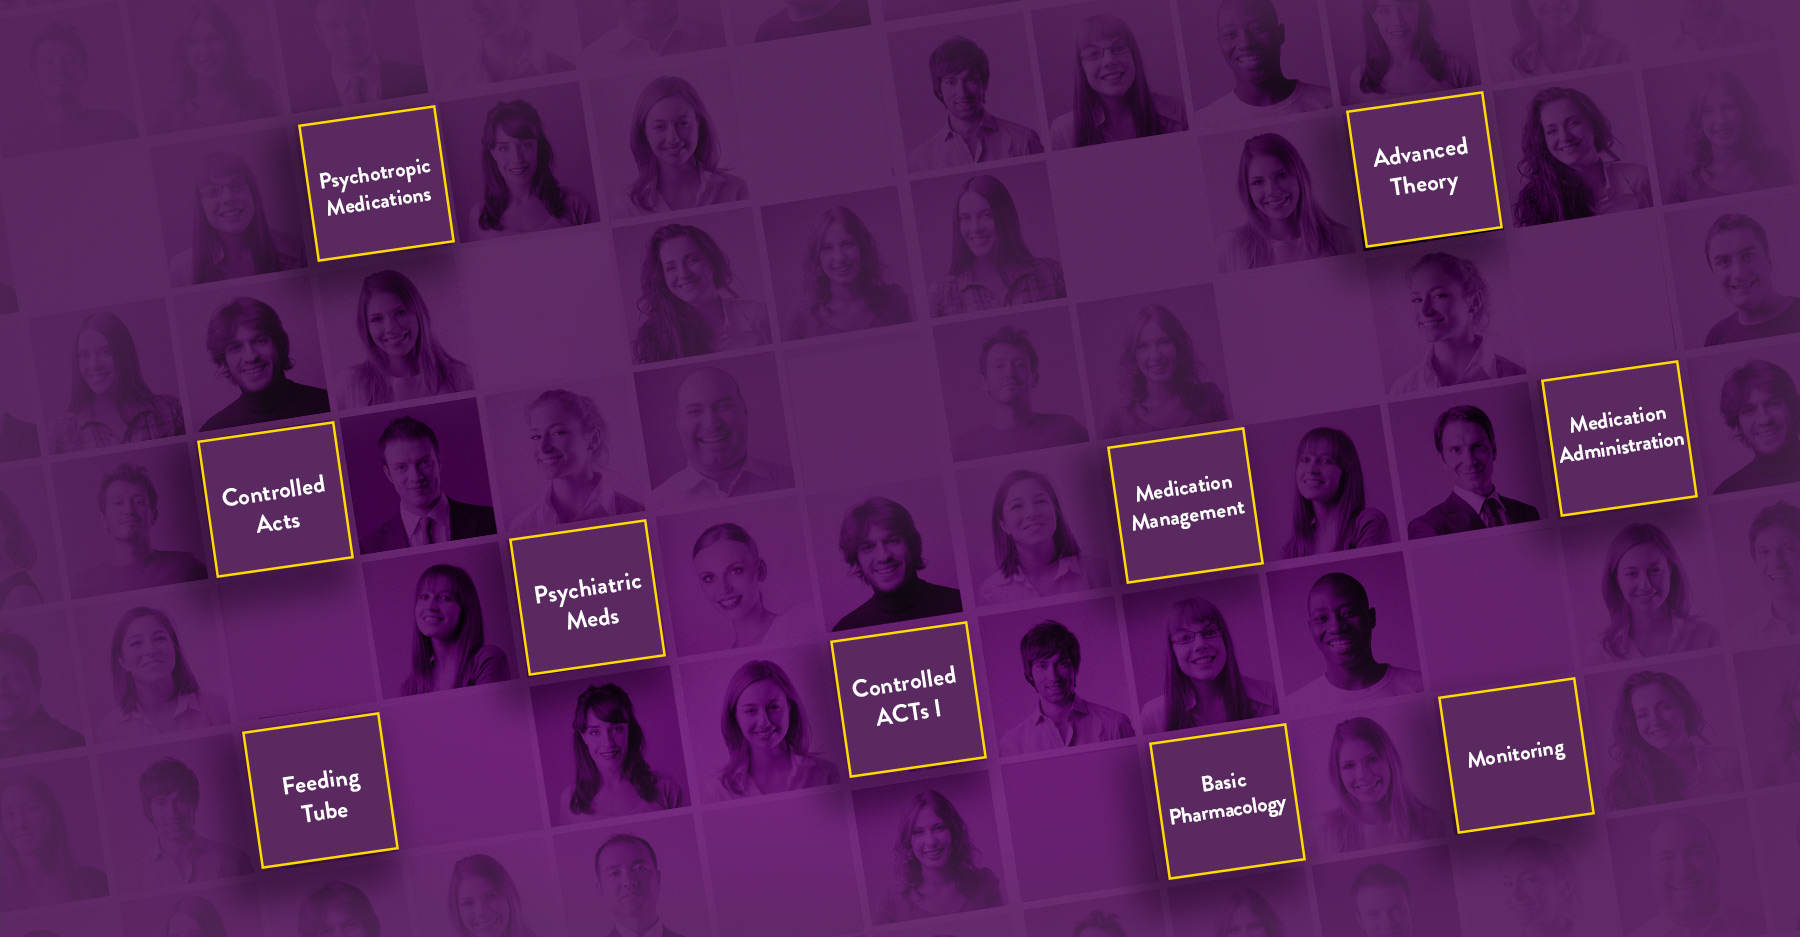 Psychotropic
Medications
Advanced
Theory
Medication
Administration
Controlled
Acts
Medication
Management
Psychiatric
Meds
Controlled
ACTs I
Feeding
Tube
Basic
Pharmacology
Monitoring